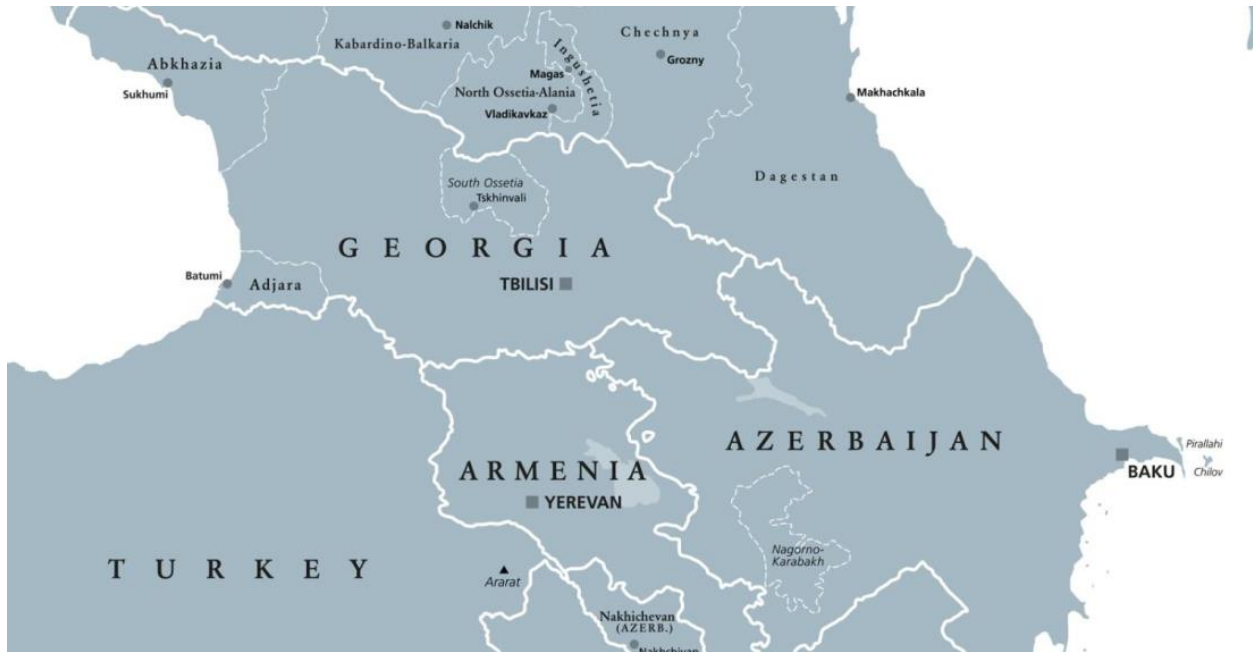 Nalchik
Kabardino-Balkaria
Chechnya
Grozny
Abkhazia
Sukhumi
Ingushetia
Magas
North Ossetia-Alania
Vladikavkaz
Makhachkala
Dagestan
South Ossetia
Tskhinvali
GEORGIA
TBILISI
Batumi
Adjara
AZERBAIJAN
Pirallahi
BAKU
Chilov
ARMENIA
YEREVAN
TURKEY
Ararat
Nagorno-
Karabakh
Nakhichevan
(AZERB.)
Nakhchivan